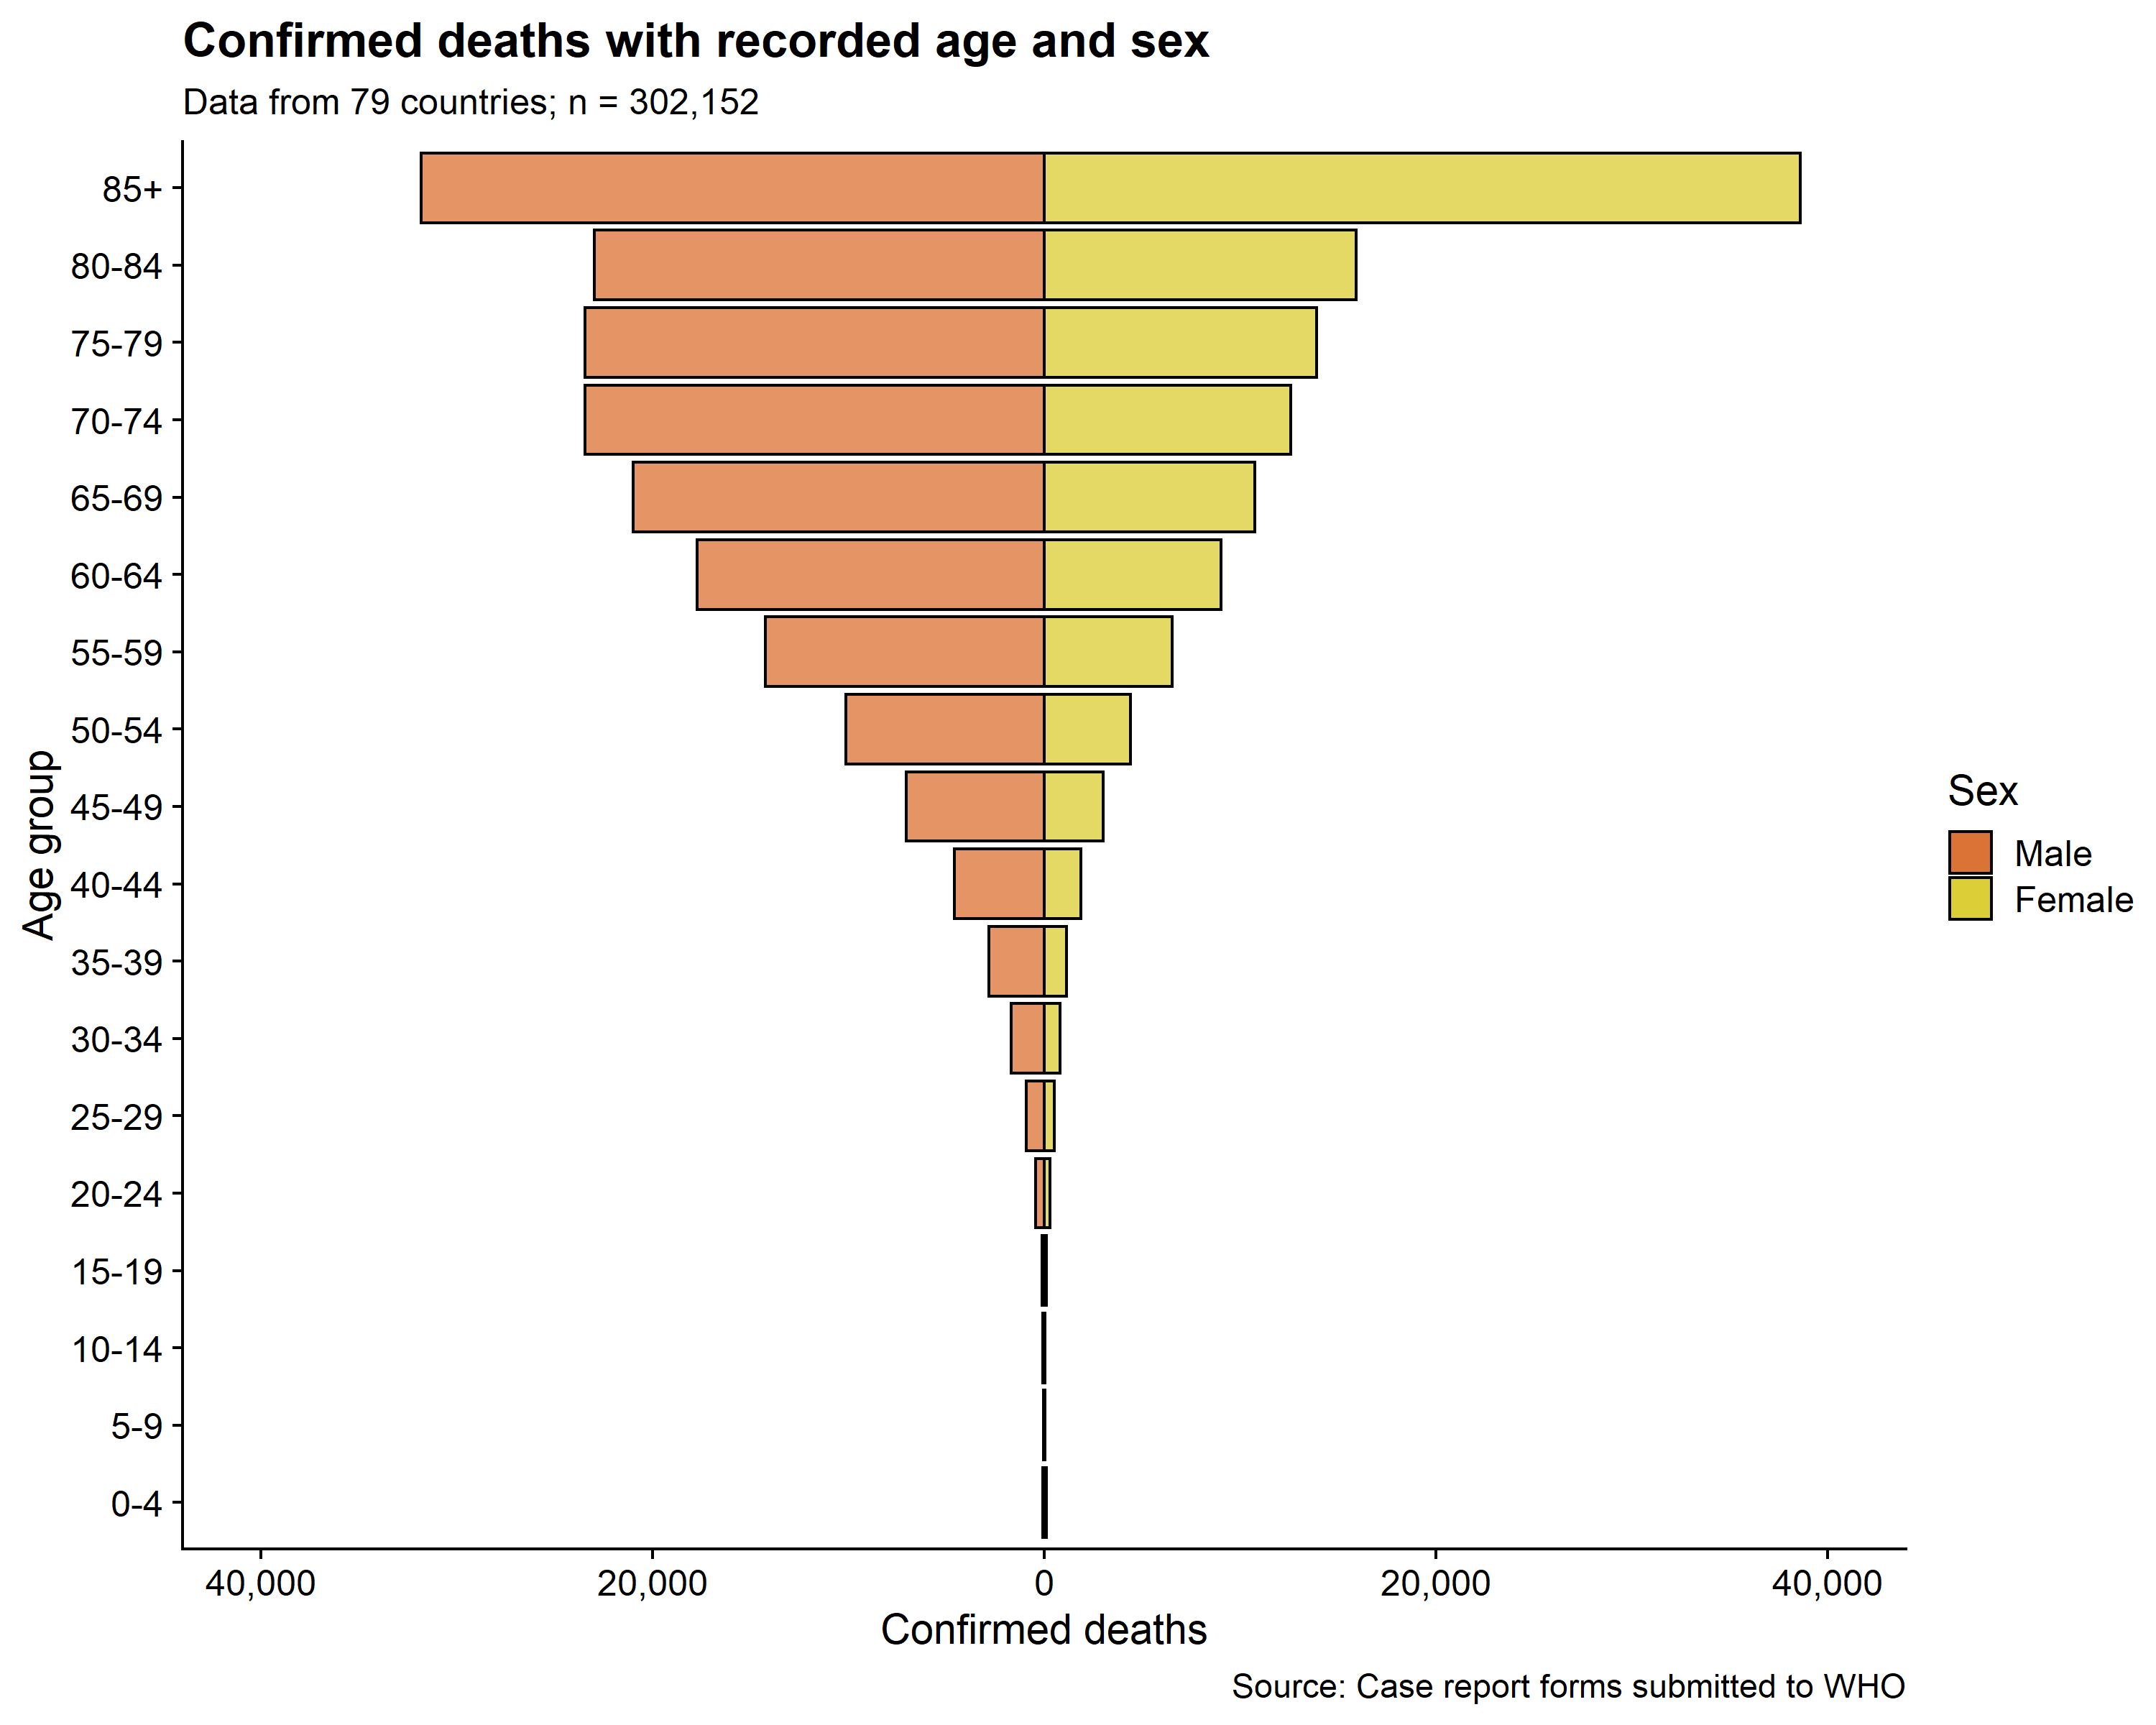 Confirmed deaths with recorded age and sex
Data from 79 countries; n = 302,152
85+
80-84
75-79
70-74
65-69
60-64
55-59
50-54
45-49
40-44
35-39
30-34
25-29
20-24
15-19
10-14
5-9
0-4
Age group
40,000 20,000 0 20,000 40,000
Confirmed deaths
Sex
Male
Female
Source: Case report forms submitted to WHO